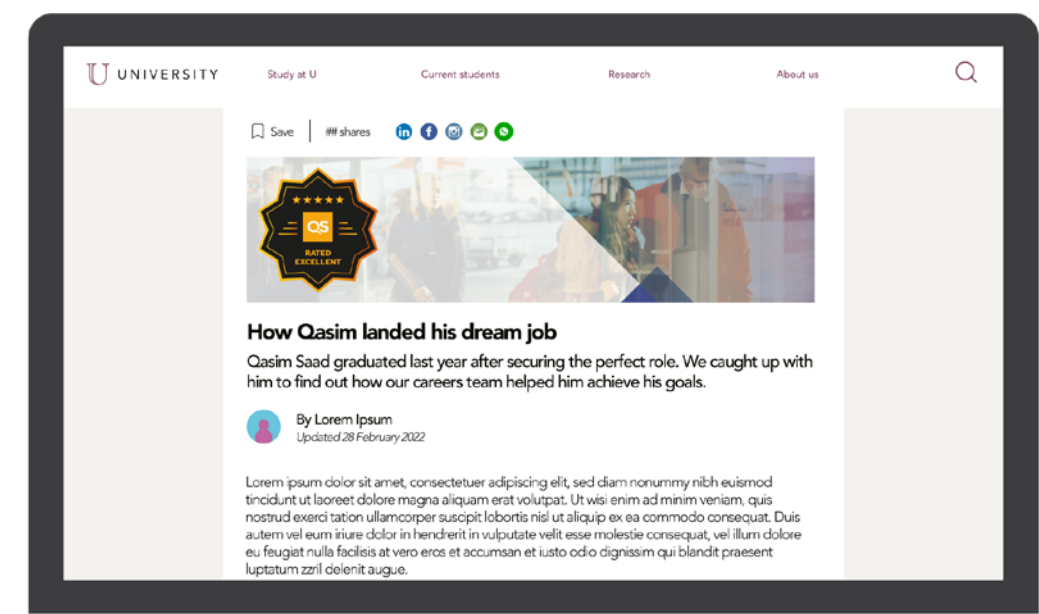 U UNIVERSITY
Study at U
Current students
Research
About us
Save
## shares
in f
QS
RATED
EXCELLENT
How Qasim landed his dream job
Qasim Saad graduated last year after securing the perfect role. We caught up with
him to find out how our careers team helped him achieve his goals.
By Lorem Ipsum
Updated 28 February 2022
Lorem ipsum dolor sit amet, consectetuer adipiscing elit, sed diam nonummy nibh euismod
tincidunt ut laoreet dolore magna aliquam erat volutpat. Ut wisi enim ad minim veniam, quis
nostrud exerci tation ullamcorper suscipit lobortis nisl ut aliquip ex ea commodo consequat. Duis
autem vel eum iriure dolor in hendrerit in vulputate velit esse molestie consequat, vel illum dolore
eu feugiat nulla facilisis at vero eros et accumsan et iusto odio dignissim qui blandit praesent
luptatum zzril delenit augue.